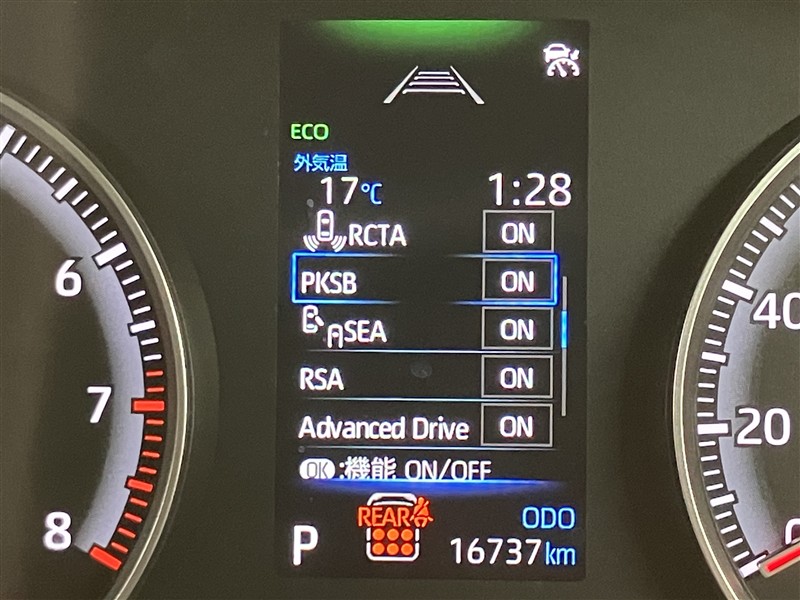 ECO
外気温
17℃ 1:28
RCTA ON
PKSB ON
SEA ON
RSA ON
Advanced Drive ON
OK:機能 ON/OFF
REAR
ODO
P 16737km
6
7
8
40
20
0